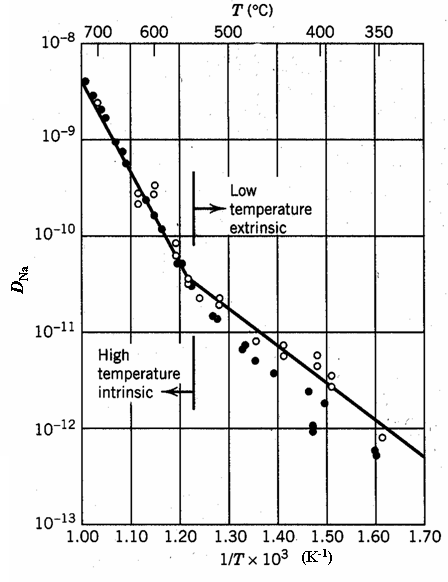 T (°C)
700 600 500 400 350
10⁻⁸
10⁻⁹
10⁻¹⁰
10⁻¹¹
10⁻¹²
10⁻¹³
D_Na
Low
temperature
extrinsic
High
temperature
intrinsic
1.00 1.10 1.20 1.30 1.40 1.50 1.60 1.70
1/T × 10³ (K⁻¹)